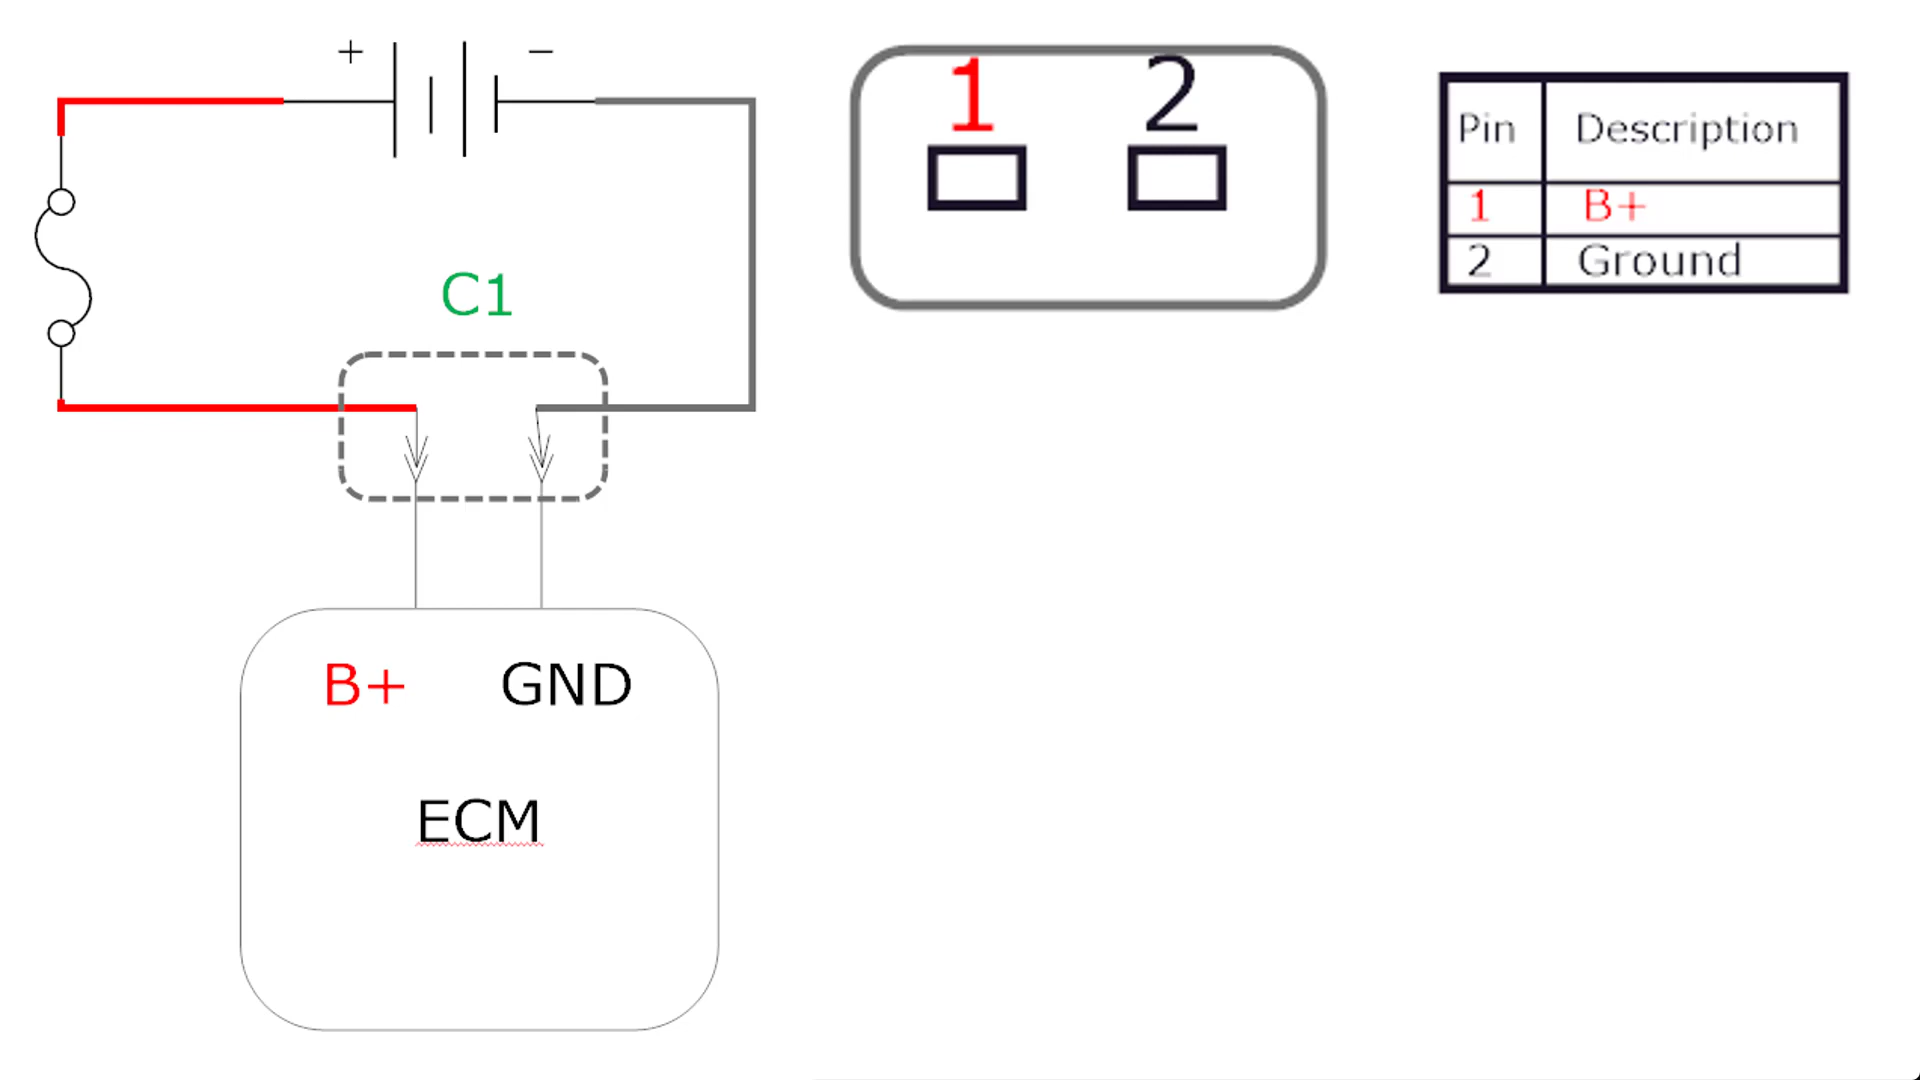 + −
C1
B+ GND
ECM
1 2
Pin Description
1 B+
2 Ground